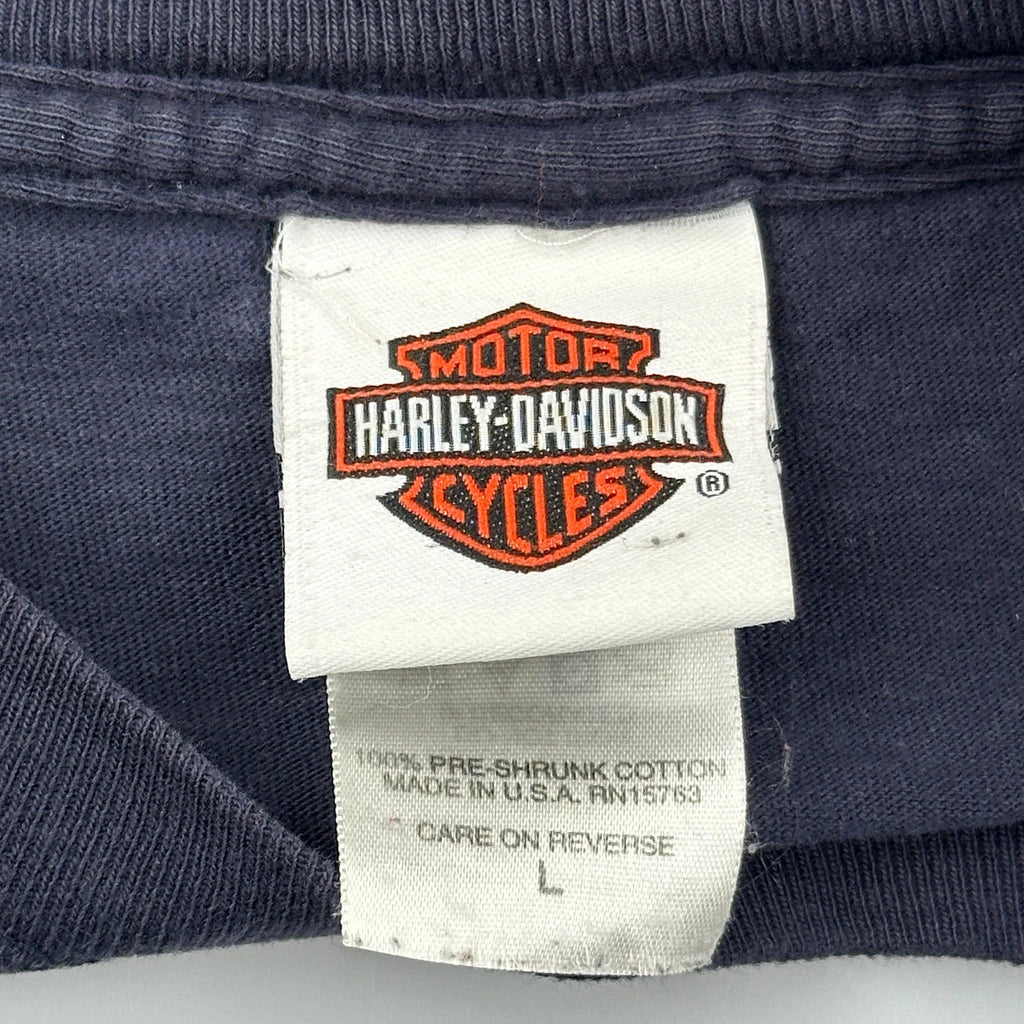 MOTOR
HARLEY-DAVIDSON
CYCLES
®
100% PRE-SHRUNK COTTON
MADE IN U.S.A. RN15763
CARE ON REVERSE
L